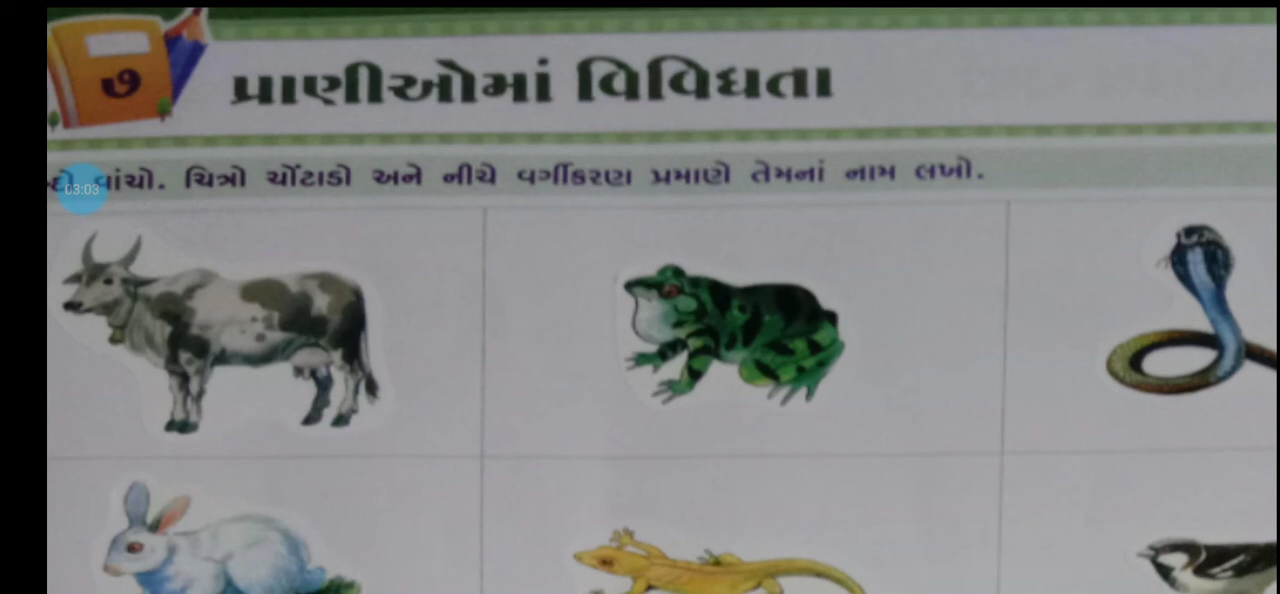 ૭
પ્રાણીઓમાં વિવિધતા
વાંચો. ચિત્રો ચોંટાડો અને નીચે વર્ગીકરણ પ્રમાણે તેમનાં નામ લખો.
03:03